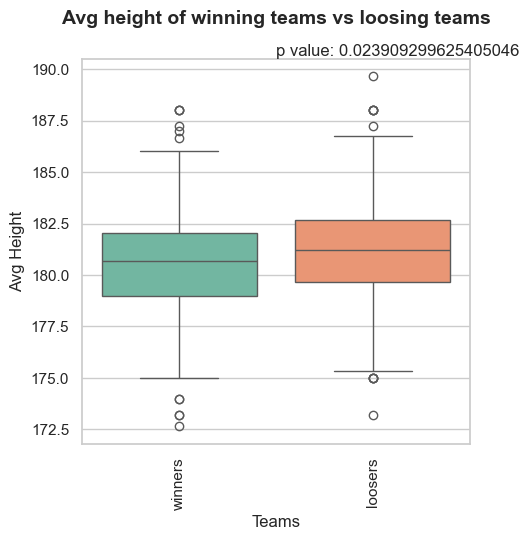 Avg height of winning teams vs loosing teams
p value: 0.023909299625405046
190.0
187.5
185.0
182.5
180.0
177.5
175.0
172.5
Avg Height
winners
loosers
Teams